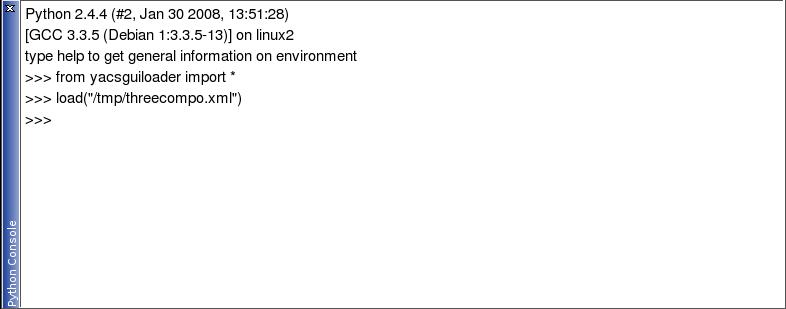 Python 2.4.4 (#2, Jan 30 2008, 13:51:28)
[GCC 3.3.5 (Debian 1:3.3.5-13)] on linux2
type help to get general information on environment
>>> from yacsguiloader import *
>>> load("/tmp/threecompo.xml")
>>>
Python Console